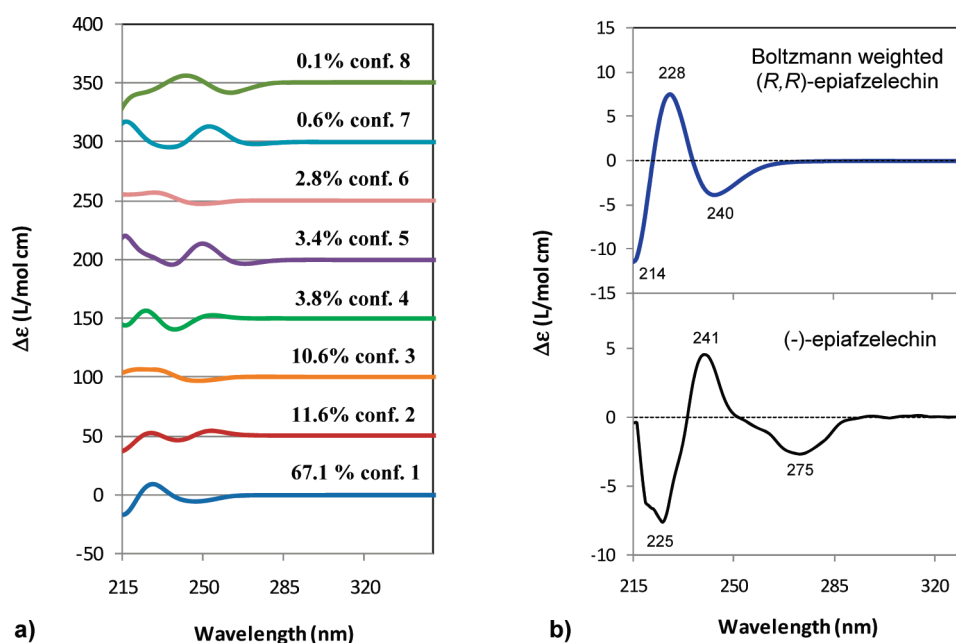 400
350
300
250
200
150
100
50
0
-50
Δε (L/mol cm)
0.1% conf. 8
0.6% conf. 7
2.8% conf. 6
3.4% conf. 5
3.8% conf. 4
10.6% conf. 3
11.6% conf. 2
67.1 % conf. 1
215 250 285 320
Wavelength (nm)
a)
15
10
5
0
-5
-10
-15
Boltzmann weighted
(R,R)-epiafzelechin
228
240
214
Δε (L/mol cm)
5
0
-5
-10
(-)-epiafzelechin
241
275
225
215 250 285 320
Wavelength (nm)
b)